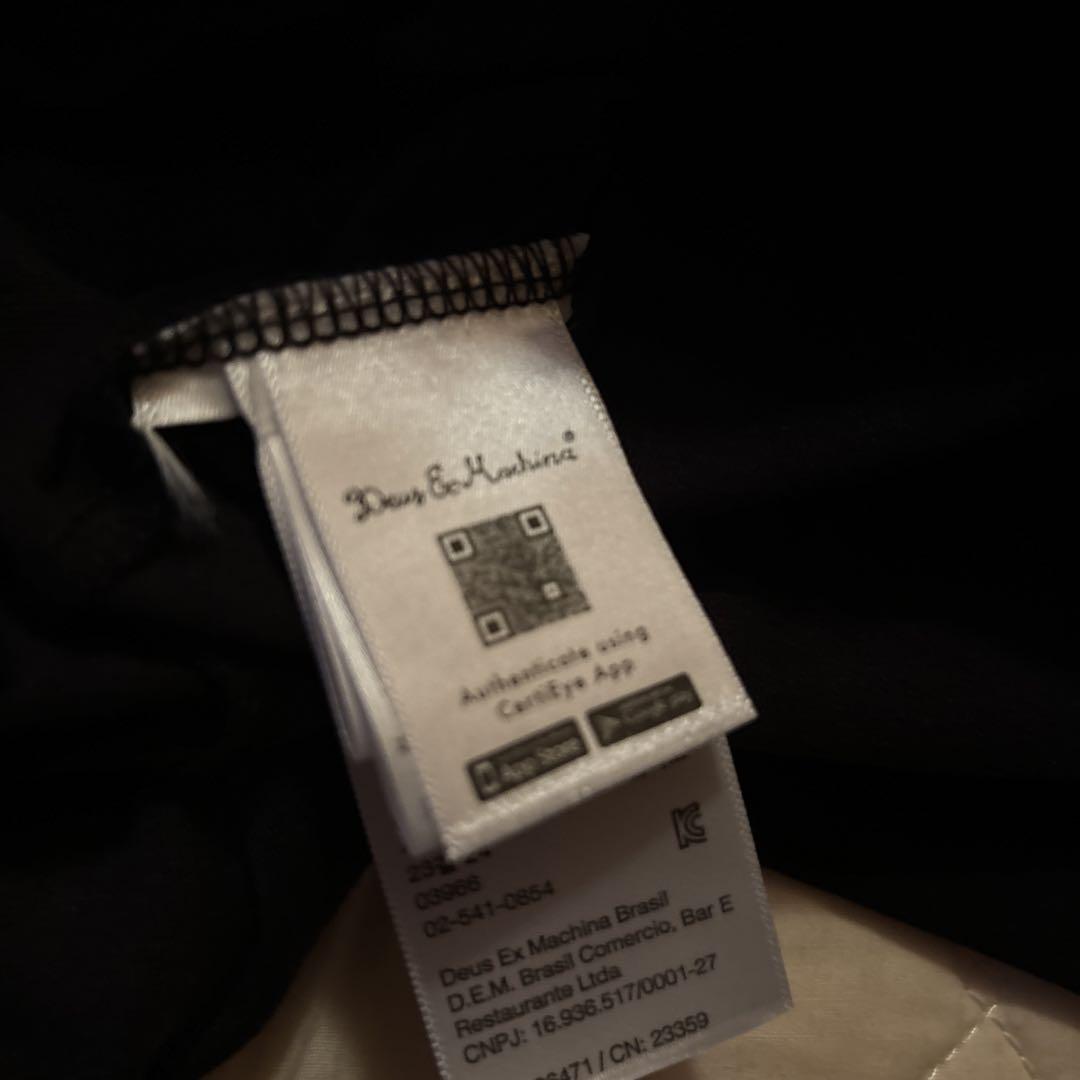 Deus Ex Machina®
Authenticate using
CertiEye App
App Store
Google Play
03966
02-541-0854
Deus Ex Machina Brasil
D.E.M. Brasil Comercio, Bar E
Restaurante Ltda
CNPJ: 16.936.517/0001-27
/ CN: 23359